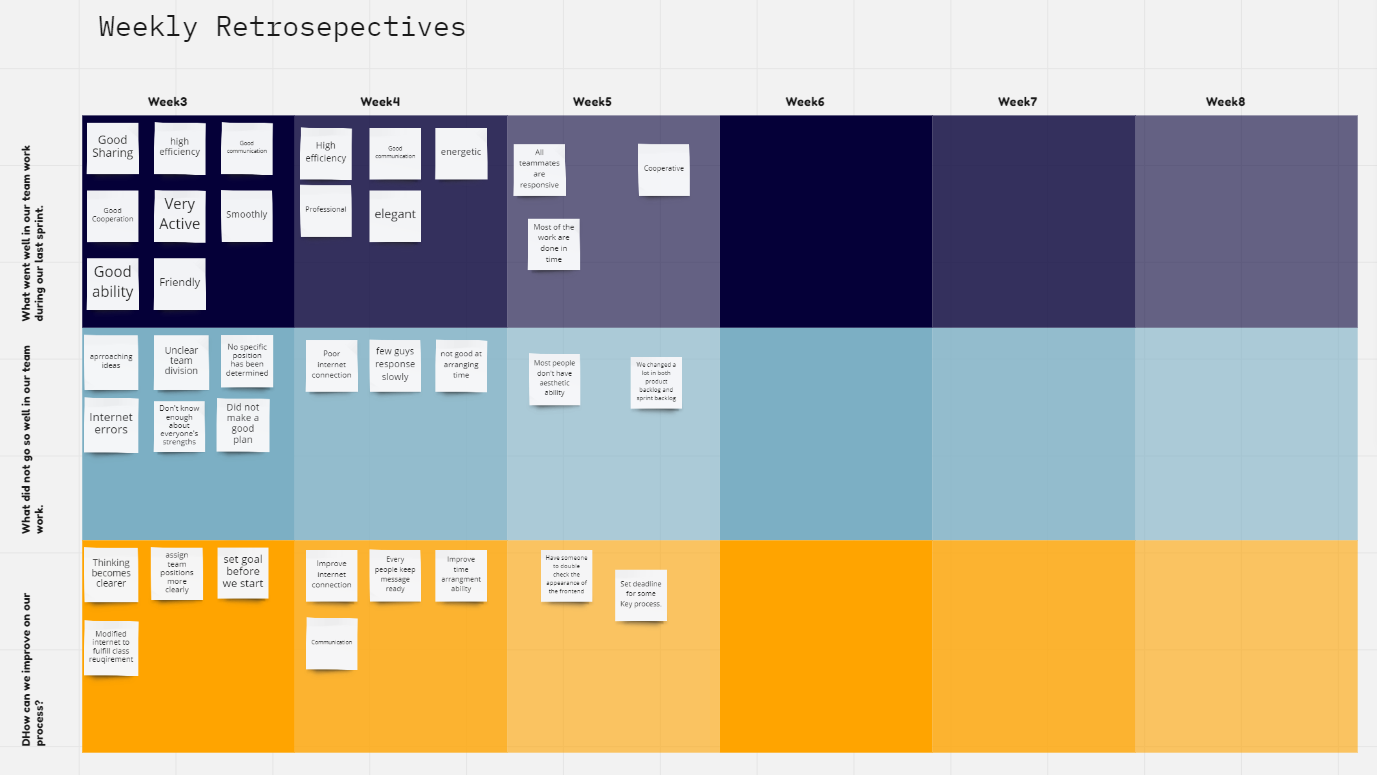 Weekly Retrosepectives
Week3
Week4
Week5
Week6
Week7
Week8
What went well in our team work
during our last sprint.
Good
Sharing
high
efficiency
Good
communication
Good
Cooperation
Very
Active
Smoothly
Good
ability
Friendly
High
efficiency
Good
communication
energetic
Professional
elegant
All
teammates
are
responsive
Cooperative
Most of the
work are
done in
time
What did not go so well in our team
work.
aprroaching
ideas
Unclear
team
division
No specific
position
has been
determined
Internet
errors
Don't know
enough
about
everyone's
strengths
Did not
make a
good
plan
Poor
Internet
connection
few guys
response
slowly
not good at
arranging
time
Most people
don't have
aesthetic
ability
We changed a
lot in both
product
backlog and
sprint backlog
DHow can we improve on our
process?
Thinking
becomes
clearer
assign
team
positions
more
clearly
set goal
before
we start
Modified
internet to
fulfill class
reuqirement
Improve
Internet
connection
Every
people keep
message
ready
Improve
time
arrangment
ability
Communication
Have someone
to double
check the
appearance of
the frontend
Set deadline
for some
Key process.